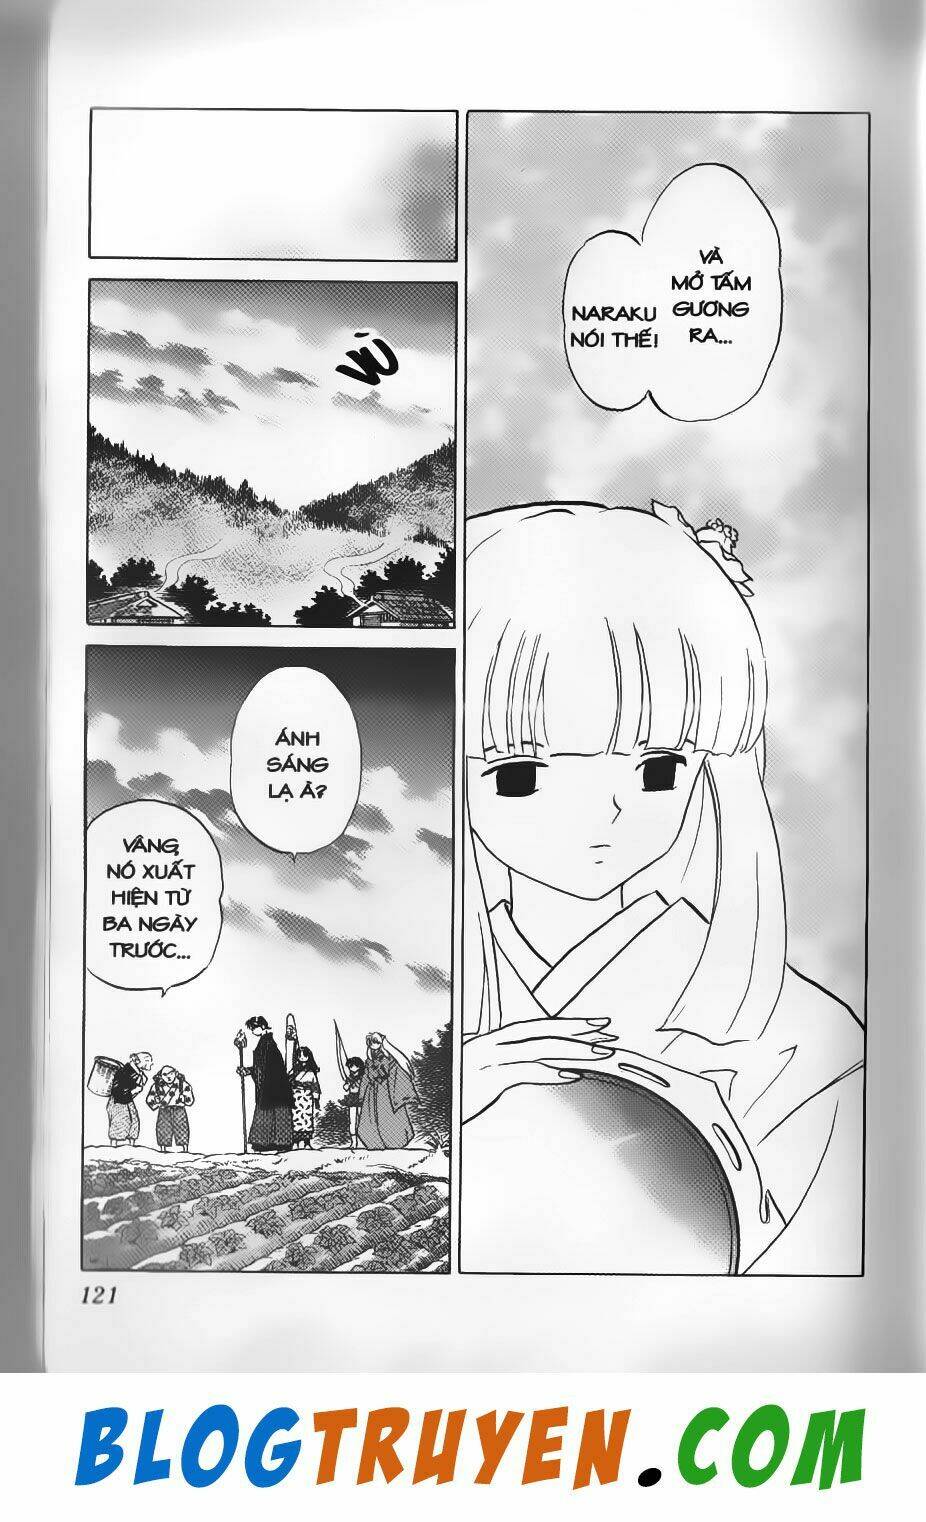 VÀ
MỞ TẤM
GƯƠNG
RA...
NARAKU
NÓI THẾ!
VÙ
ÁNH
SÁNG
LẠ À?
VÂNG,
NÓ XUẤT
HIỆN TỪ
BA NGÀY
TRƯỚC...
121
BLOGTRUYEN.COM